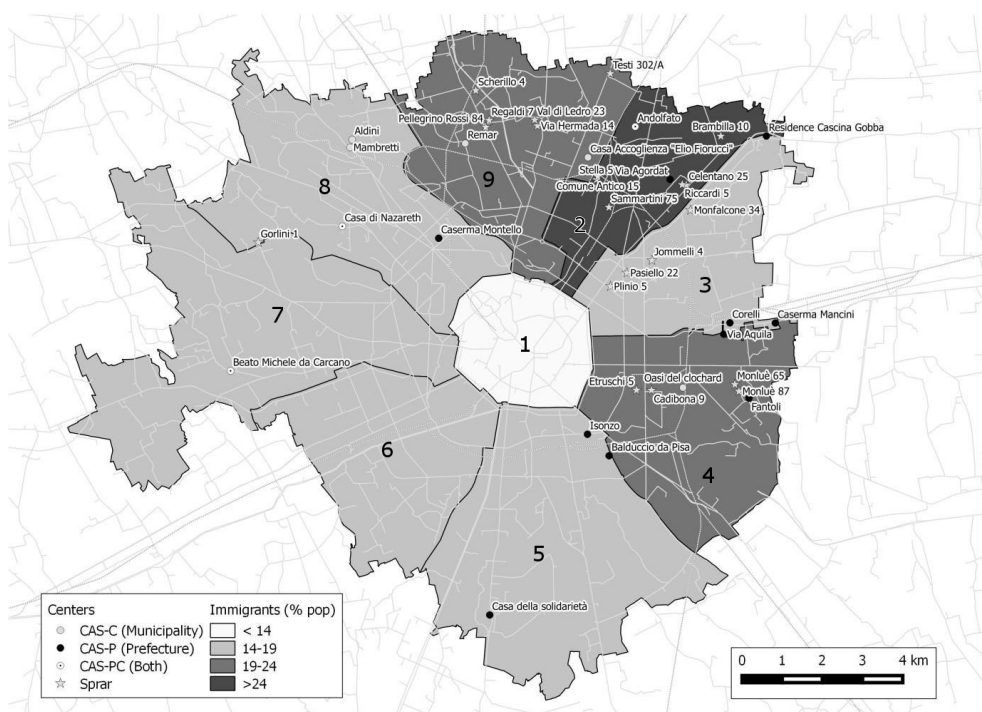 Testi 302/A
Scherillo 4
Pellegrino Rossi 84
Regaldi 7
Val di Ledro 23
Via Hermada 14
Remar
Andolfato
Brambilla 10
Residence Cascina Gobba
Aldini
Mambretti
Casa Accoglienza "Elio Fiorucci"
8
9
Stella 5
Via Agordat
Celentano 25
Comune Antico 15
Riccardi 5
Sammartini 75
Monfalcone 34
2
Casa di Nazareth
Gorlini 1
Caserma Montello
Jommelli 4
Pasiello 22
Plinio 5
3
7
Corelli
Caserma Mancini
Via Aquila
1
Beato Michele da Carcano
Etruschi 5
Oasi del clochard
Cadibona 9
Monluè 65
Monluè 87
Fantoli
Isonzo
6
Balduccio da Pisa
4
5
Casa della solidarietà
Centers
CAS-C (Municipality)
CAS-P (Prefecture)
CAS-PC (Both)
Sprar
Immigrants (% pop)
< 14
14-19
19-24
>24
0 1 2 3 4 km